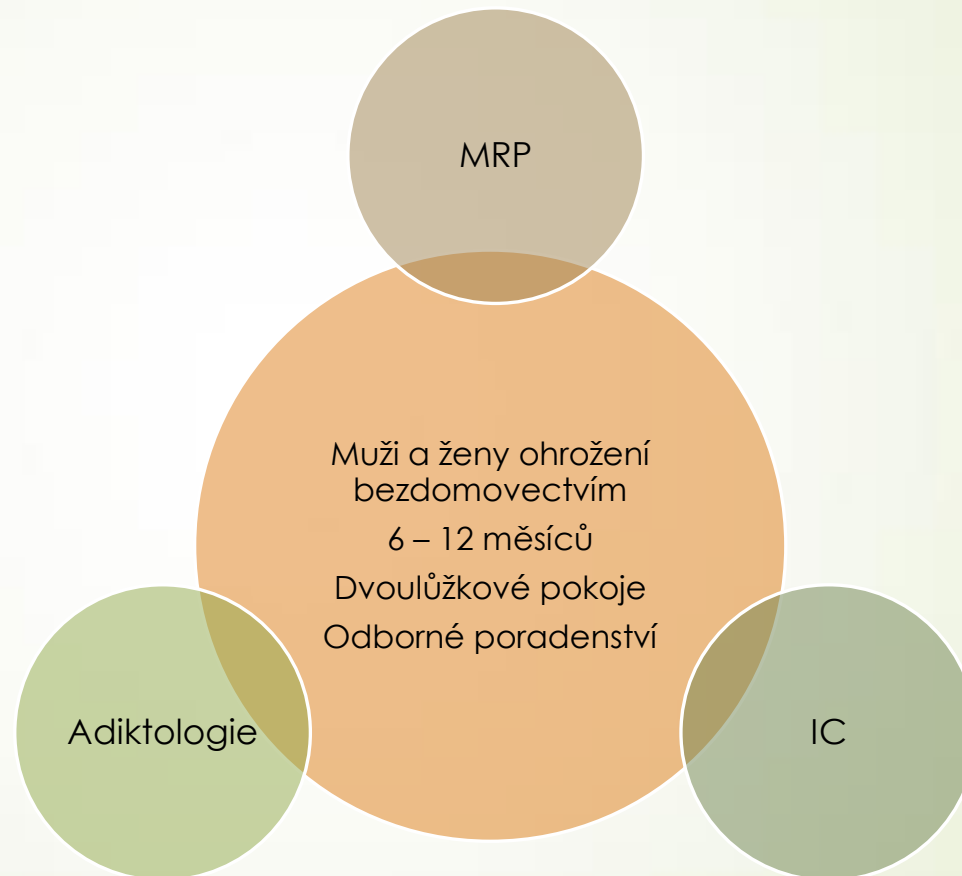 MRP
Muži a ženy ohrožení
bezdomovectvím
6 – 12 měsíců
Dvoulůžkové pokoje
Odborné poradenství
Adiktologie
IC